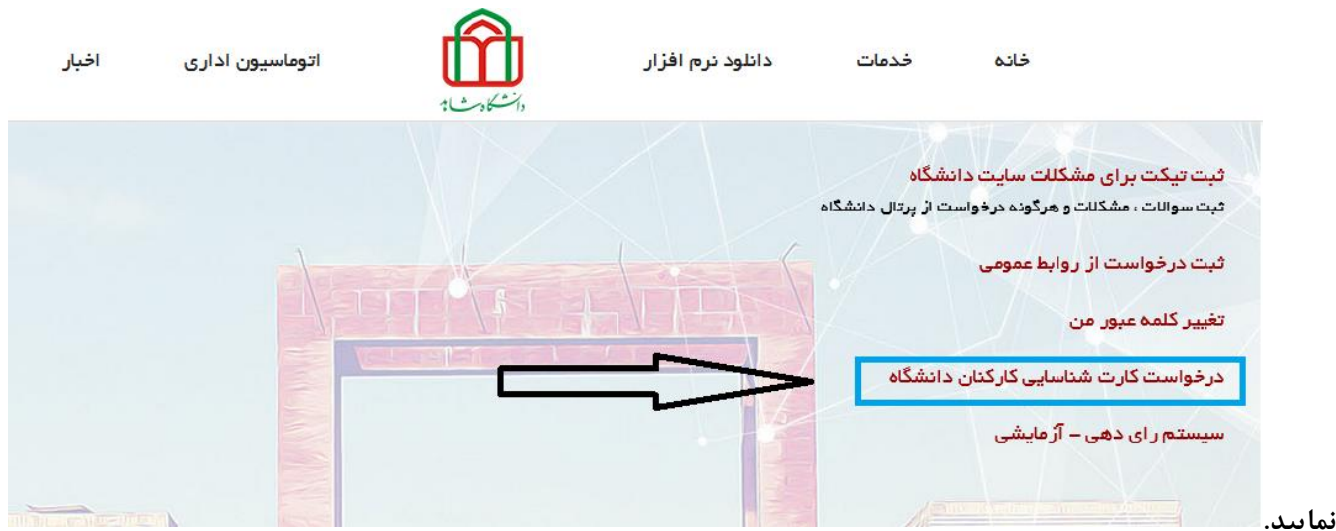 خانه
خدمات
دانلود نرم افزار
دانشگاه شاهد
اتوماسیون اداری
اخبار
ثبت تیکت برای مشکلات سایت دانشگاه
ثبت سوالات ، مشکلات و هرگونه درخواست از پرتال دانشگاه
ثبت درخواست از روابط عمومی
تغییر کلمه عبور من
درخواست کارت شناسایی کارکنان دانشگاه
سیستم رای دهی - آزمایشی
نمایید.